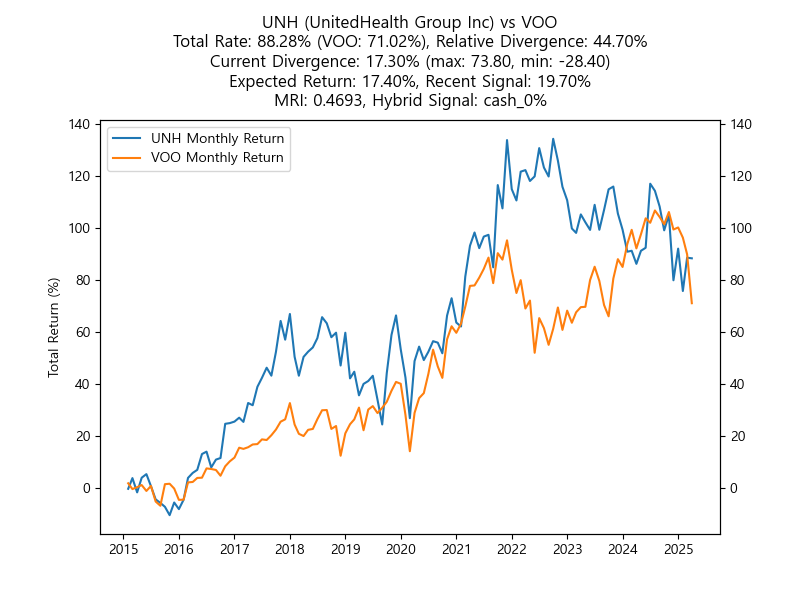 UNH (UnitedHealth Group Inc) vs VOO
Total Rate: 88.28% (VOO: 71.02%), Relative Divergence: 44.70%
Current Divergence: 17.30% (max: 73.80, min: -28.40)
Expected Return: 17.40%, Recent Signal: 19.70%
MRI: 0.4693, Hybrid Signal: cash_0%
UNH Monthly Return
VOO Monthly Return
Total Return (%)
140
120
100
80
60
40
20
0
140
120
100
80
60
40
20
0
2015 2016 2017 2018 2019 2020 2021 2022 2023 2024 2025